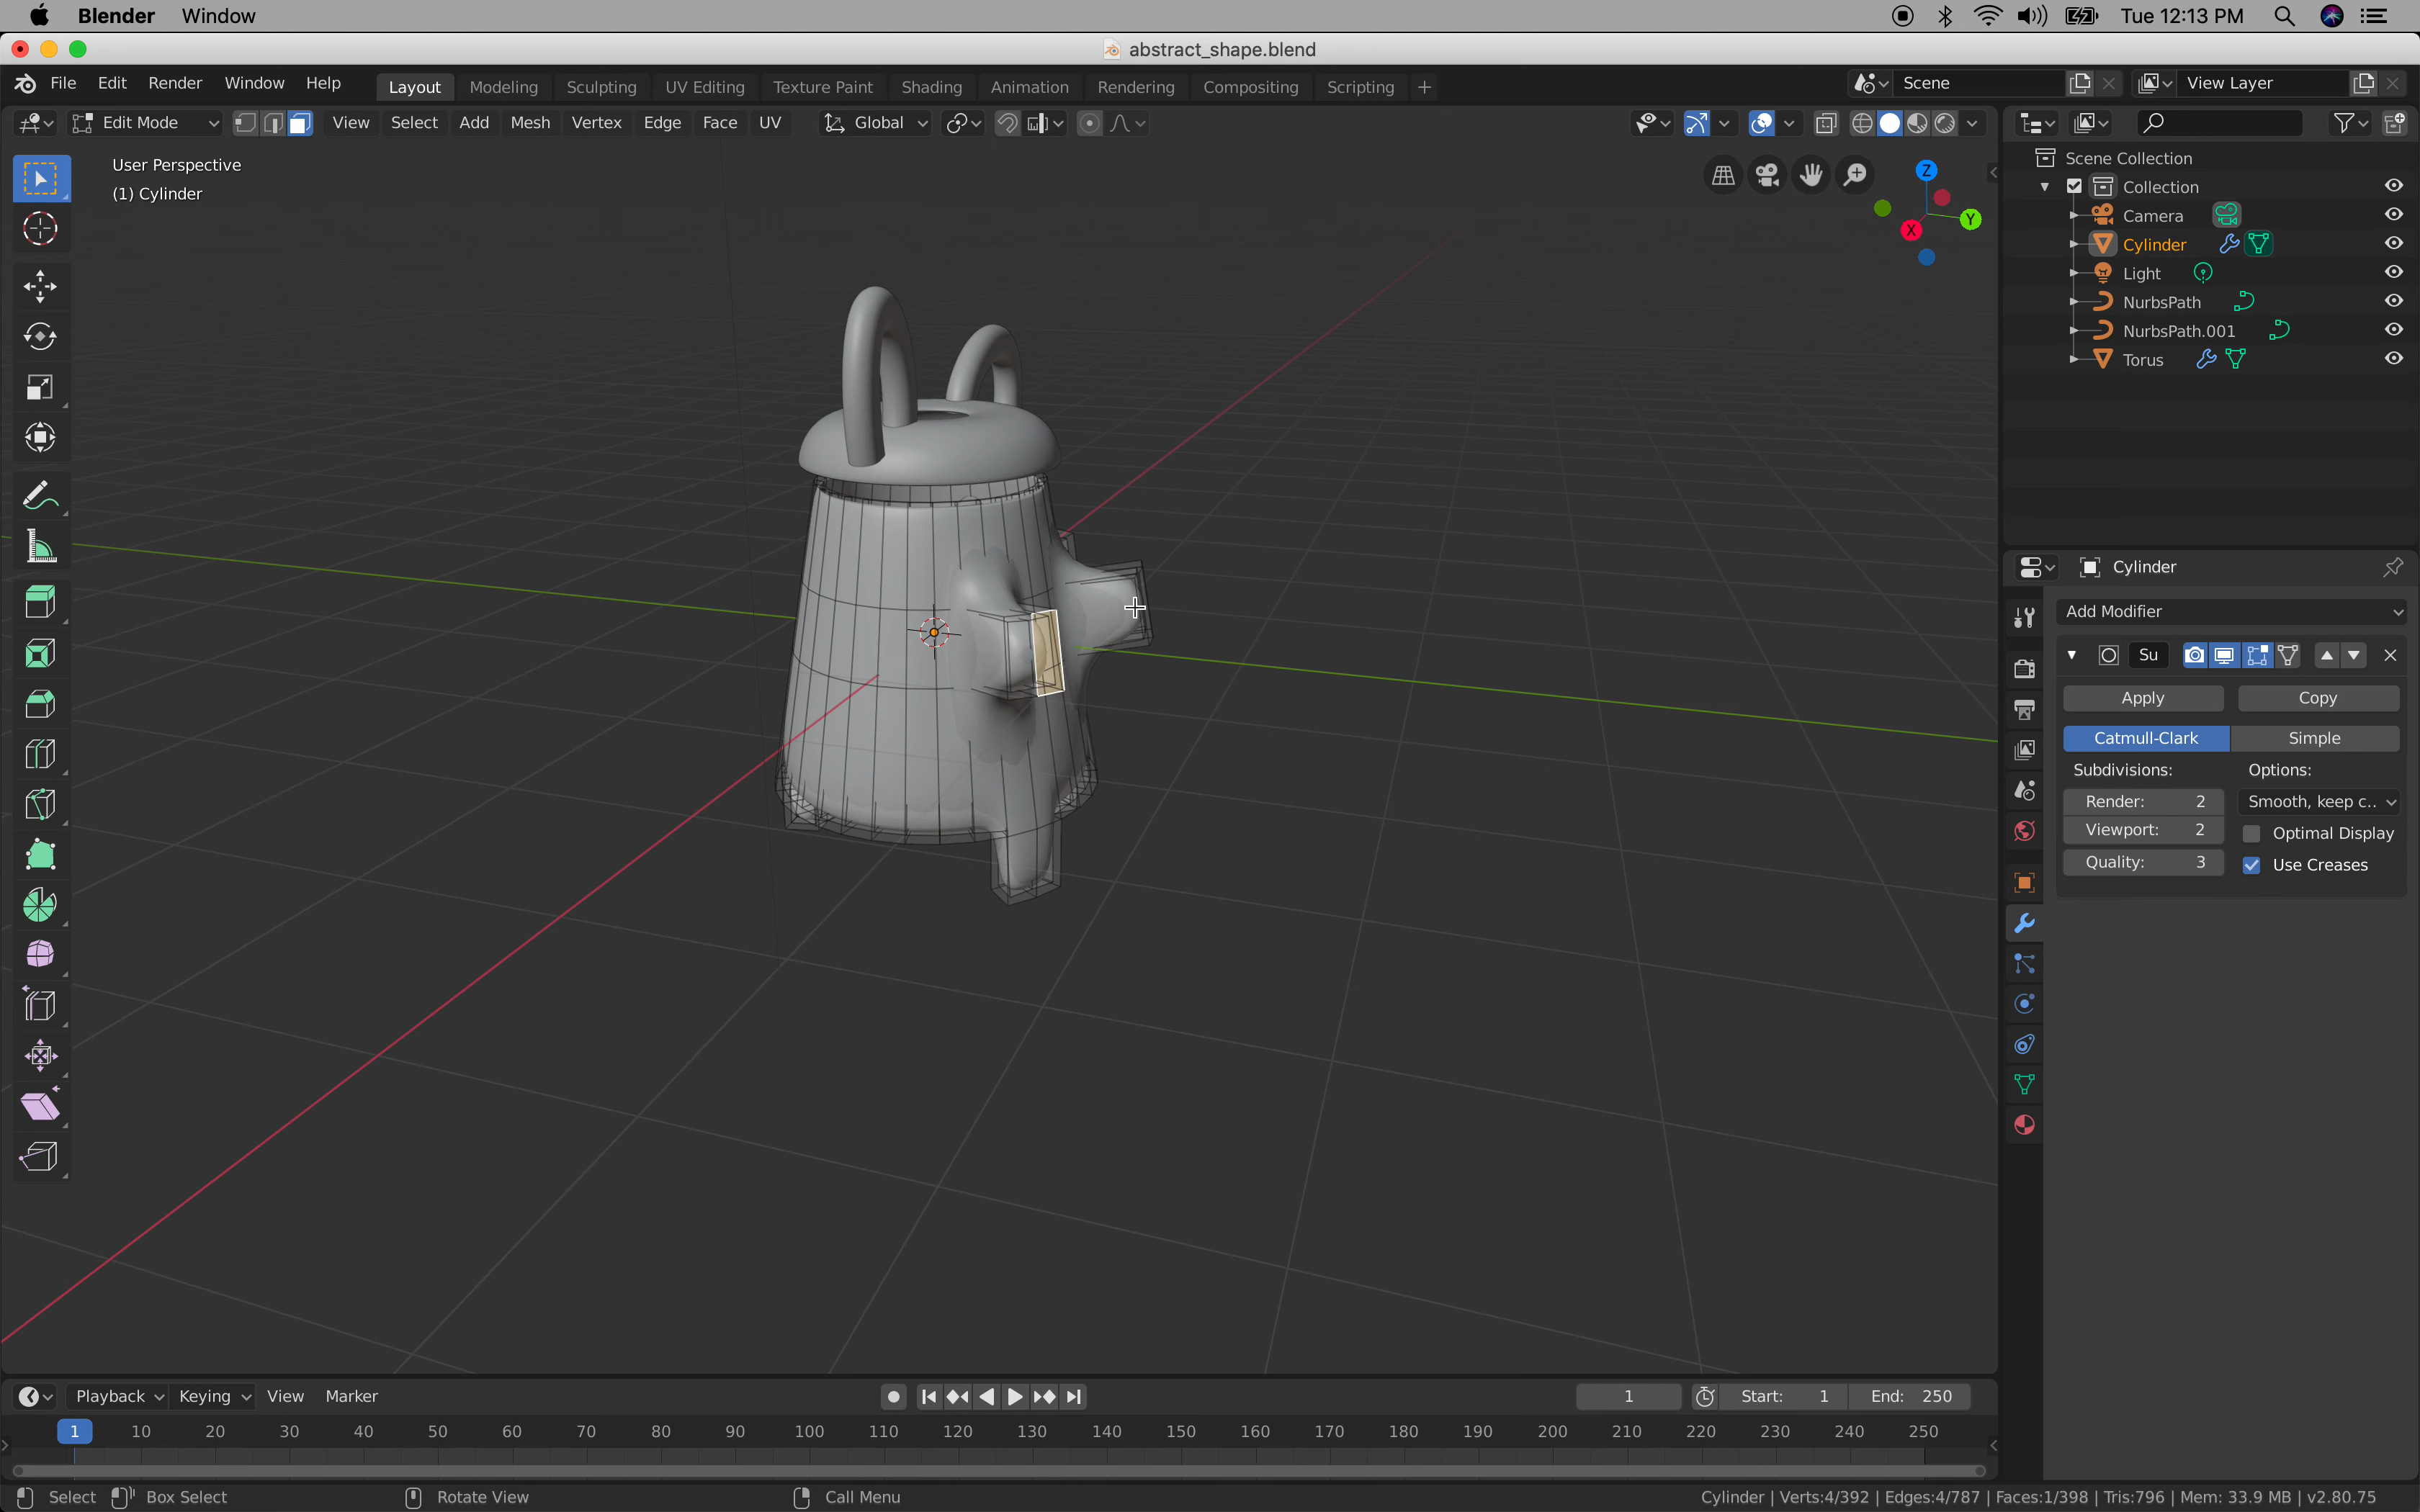 Blender Window Tue 12:13 PM
abstract_shape.blend
File Edit Render Window Help Layout Modeling Sculpting UV Editing Texture Paint Shading Animation Rendering Compositing Scripting + Scene View Layer
Edit Mode View Select Add Mesh Vertex Edge Face UV Global
User Perspective
(1) Cylinder
Z
Y
X
Scene Collection
Collection
Camera
Cylinder
Light
NurbsPath
NurbsPath.001
Torus
Cylinder
Add Modifier
Su
Apply Copy
Catmull-Clark Simple
Subdivisions: Options:
Render: 2 Smooth, keep c..
Viewport: 2 Optimal Display
Quality: 3 Use Creases
Playback Keying View Marker 1 Start: 1 End: 250
1 10 20 30 40 50 60 70 80 90 100 110 120 130 140 150 160 170 180 190 200 210 220 230 240 250
Select Box Select Rotate View Call Menu Cylinder | Verts:4/392 | Edges:4/787 | Faces:1/398 | Tris:796 | Mem: 33.9 MB | v2.80.75